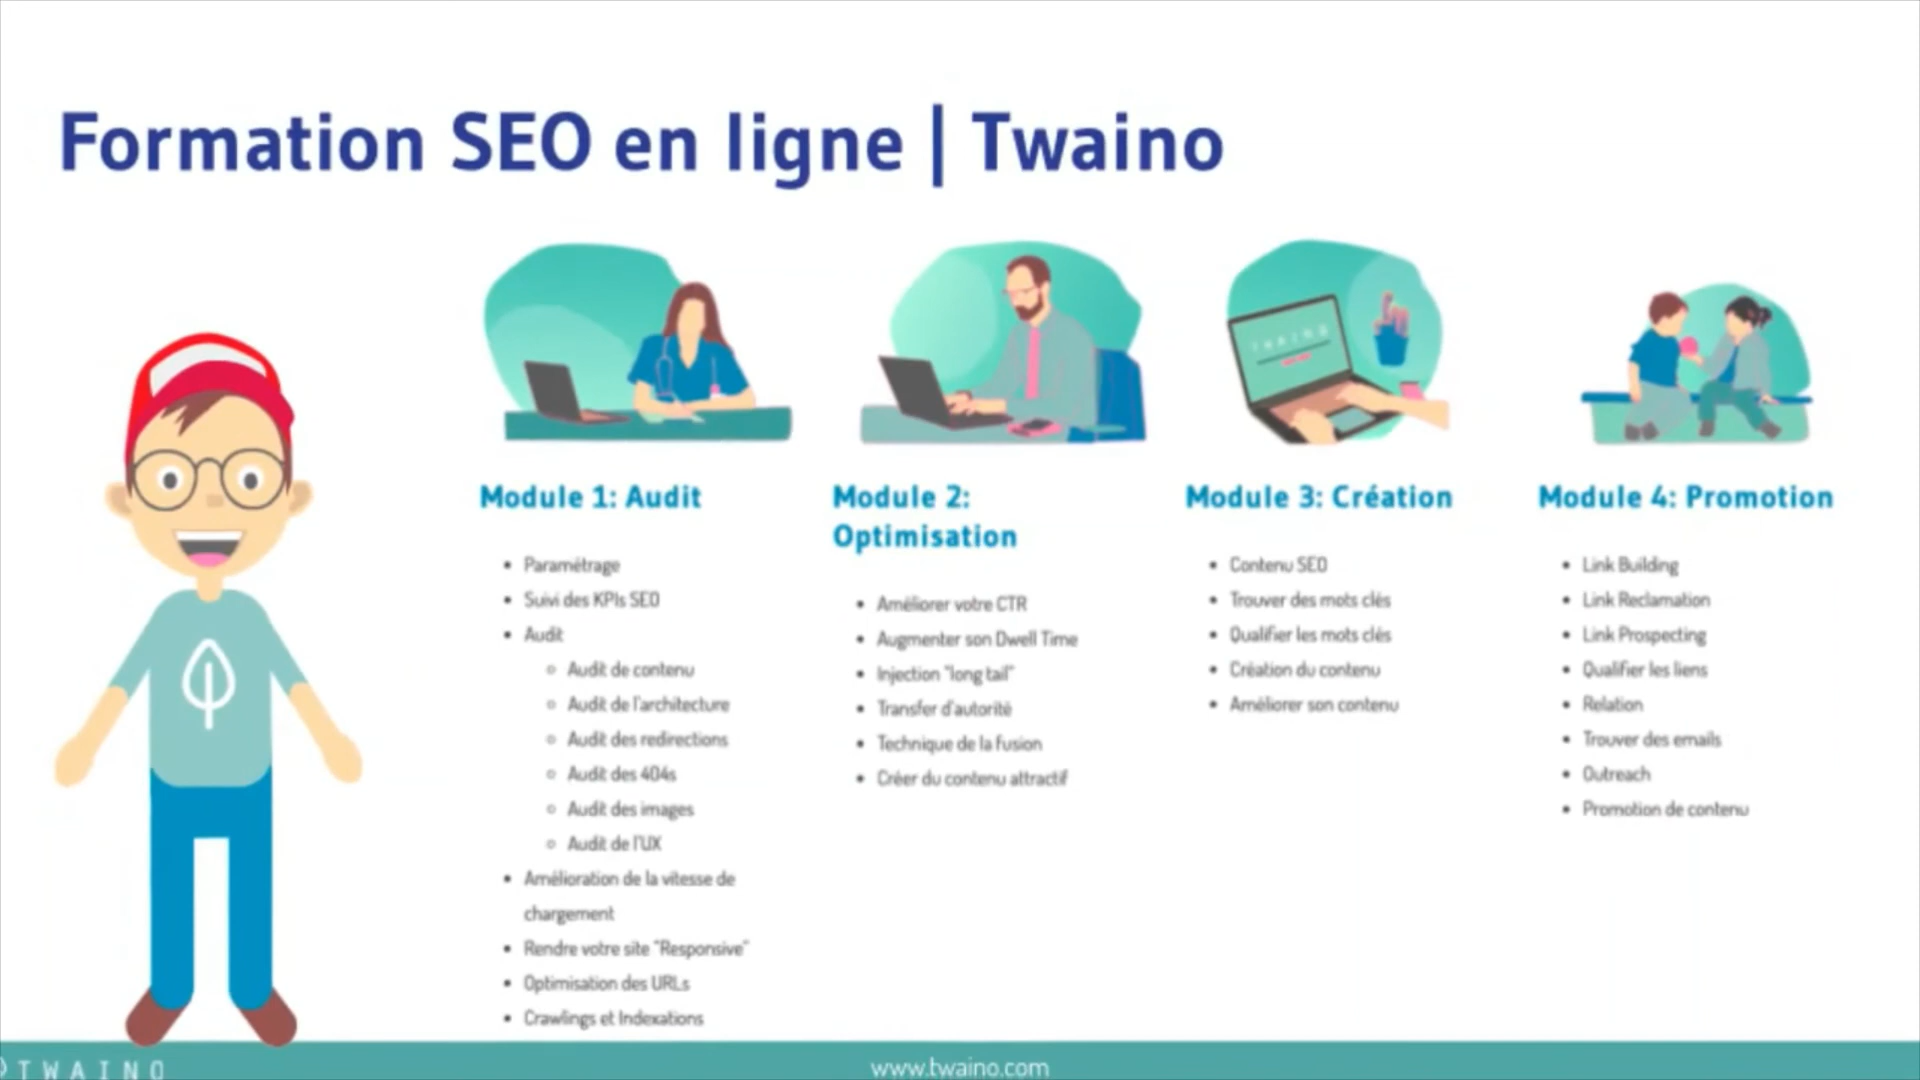 Formation SEO en ligne | Twaino
TWAINO
Module 1: Audit
Paramétrage
Suivi des KPIs SEO
Audit
Audit de contenu
Audit de l'architecture
Audit des redirections
Audit des 404s
Audit des images
Audit de l'UX
Amélioration de la vitesse de
chargement
Rendre votre site "Responsive"
Optimisation des URLs
Crawlings et Indexations
Module 2:
Optimisation
Améliorer votre CTR
Augmenter son Dwell Time
Injection "long tail"
Transfer d'autorité
Technique de la fusion
Créer du contenu attractif
Module 3: Création
Contenu SEO
Trouver des mots clés
Qualifier les mots clés
Création du contenu
Améliorer son contenu
Module 4: Promotion
Link Building
Link Reclamation
Link Prospecting
Qualifier les liens
Relation
Trouver des emails
Outreach
Promotion de contenu
TWAINO
www.twaino.com